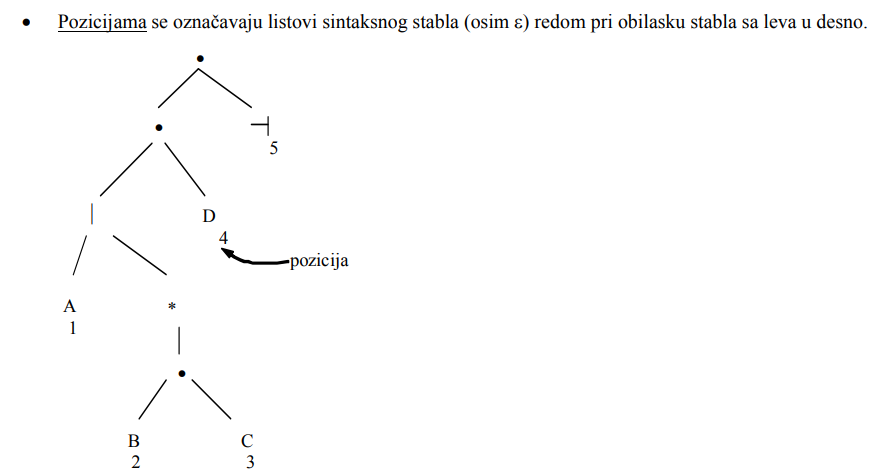 • Pozicijama se označavaju listovi sintaksnog stabla (osim ε) redom pri obilasku stabla sa leva u desno.
•
• ⊣
5
| D
4
pozicija
A *
1
|
•
B C
2 3